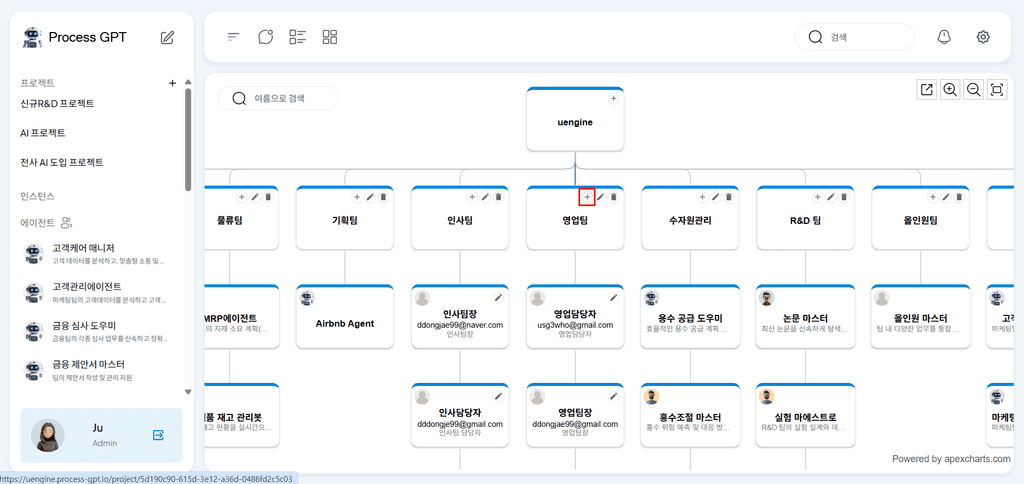 Process GPT
프로젝트
신규R&D 프로젝트
AI 프로젝트
전사 AI 도입 프로젝트
인스턴스
에이전트
고객케어 매니저
고객 데이터를 분석하고, 맞춤형 소통 및 ...
고객관리에이전트
마케팅팀의 고객데이터를 분석하고 고객 ...
금융 심사 도우미
금융팀의 각종 심사 업무를 신속하고 정확...
금융 제안서 마스터
팀의 제안서 작성 및 관리 지원
Ju
Admin
검색
이름으로 검색
uengine
물류팀
기획팀
인사팀
영업팀
수자원관리
R&D 팀
올인원팀
MRP에이전트
의 자재 소요 계획(...
Airbnb Agent
인사팀장
ddongjae99@naver.com
인사팀장
영업담당자
usg3who@gmail.com
영업담당자
용수 공급 도우미
효율적인 용수 공급 계획 ...
논문 마스터
최신 논문을 신속하게 탐색...
올인원 마스터
팀 내 다양한 업무를 통합...
고객
마케팅
품 재고 관리봇
재고 현황을 실시간으...
인사담당자
dddongje99@gmail.com
인사팀 담당자
영업팀장
ddongjae99@gmail.com
영업팀장
홍수조절 마스터
홍수 위험 예측 및 대응 방...
실험 마에스트로
R&D 팀의 실험 설계와 데...
마케팅
마케팅
Powered by apexcharts.com
https://uengine.process-gpt.io/project/5d190c90-615d-3e12-a36d-0486fd2c5c03